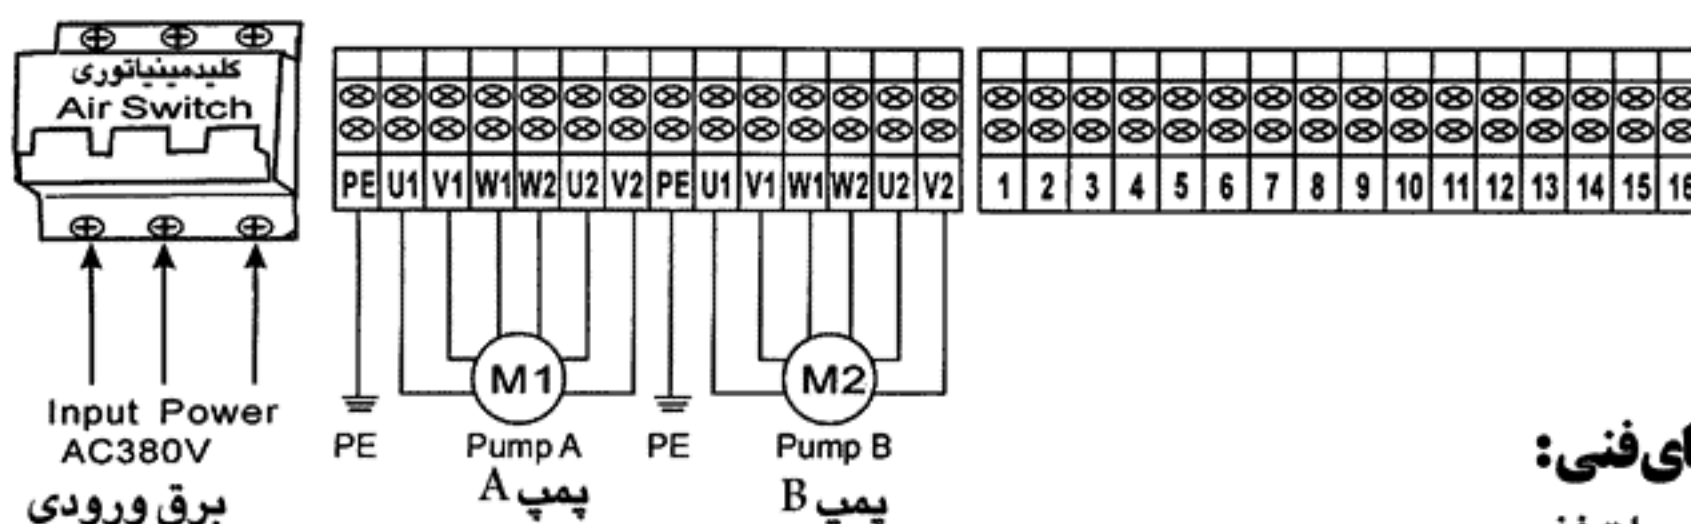 کلیدمینیاتوری
Air Switch
PE U1 V1 W1 W2 U2 V2 PE U1 V1 W1 W2 U2 V2
1 2 3 4 5 6 7 8 9 10 11 12 13 14 15 16
M1 M2
Input Power
AC380V
برق ورودی
PE Pump A PE Pump B
پمپ A پمپ B
ی فنی: